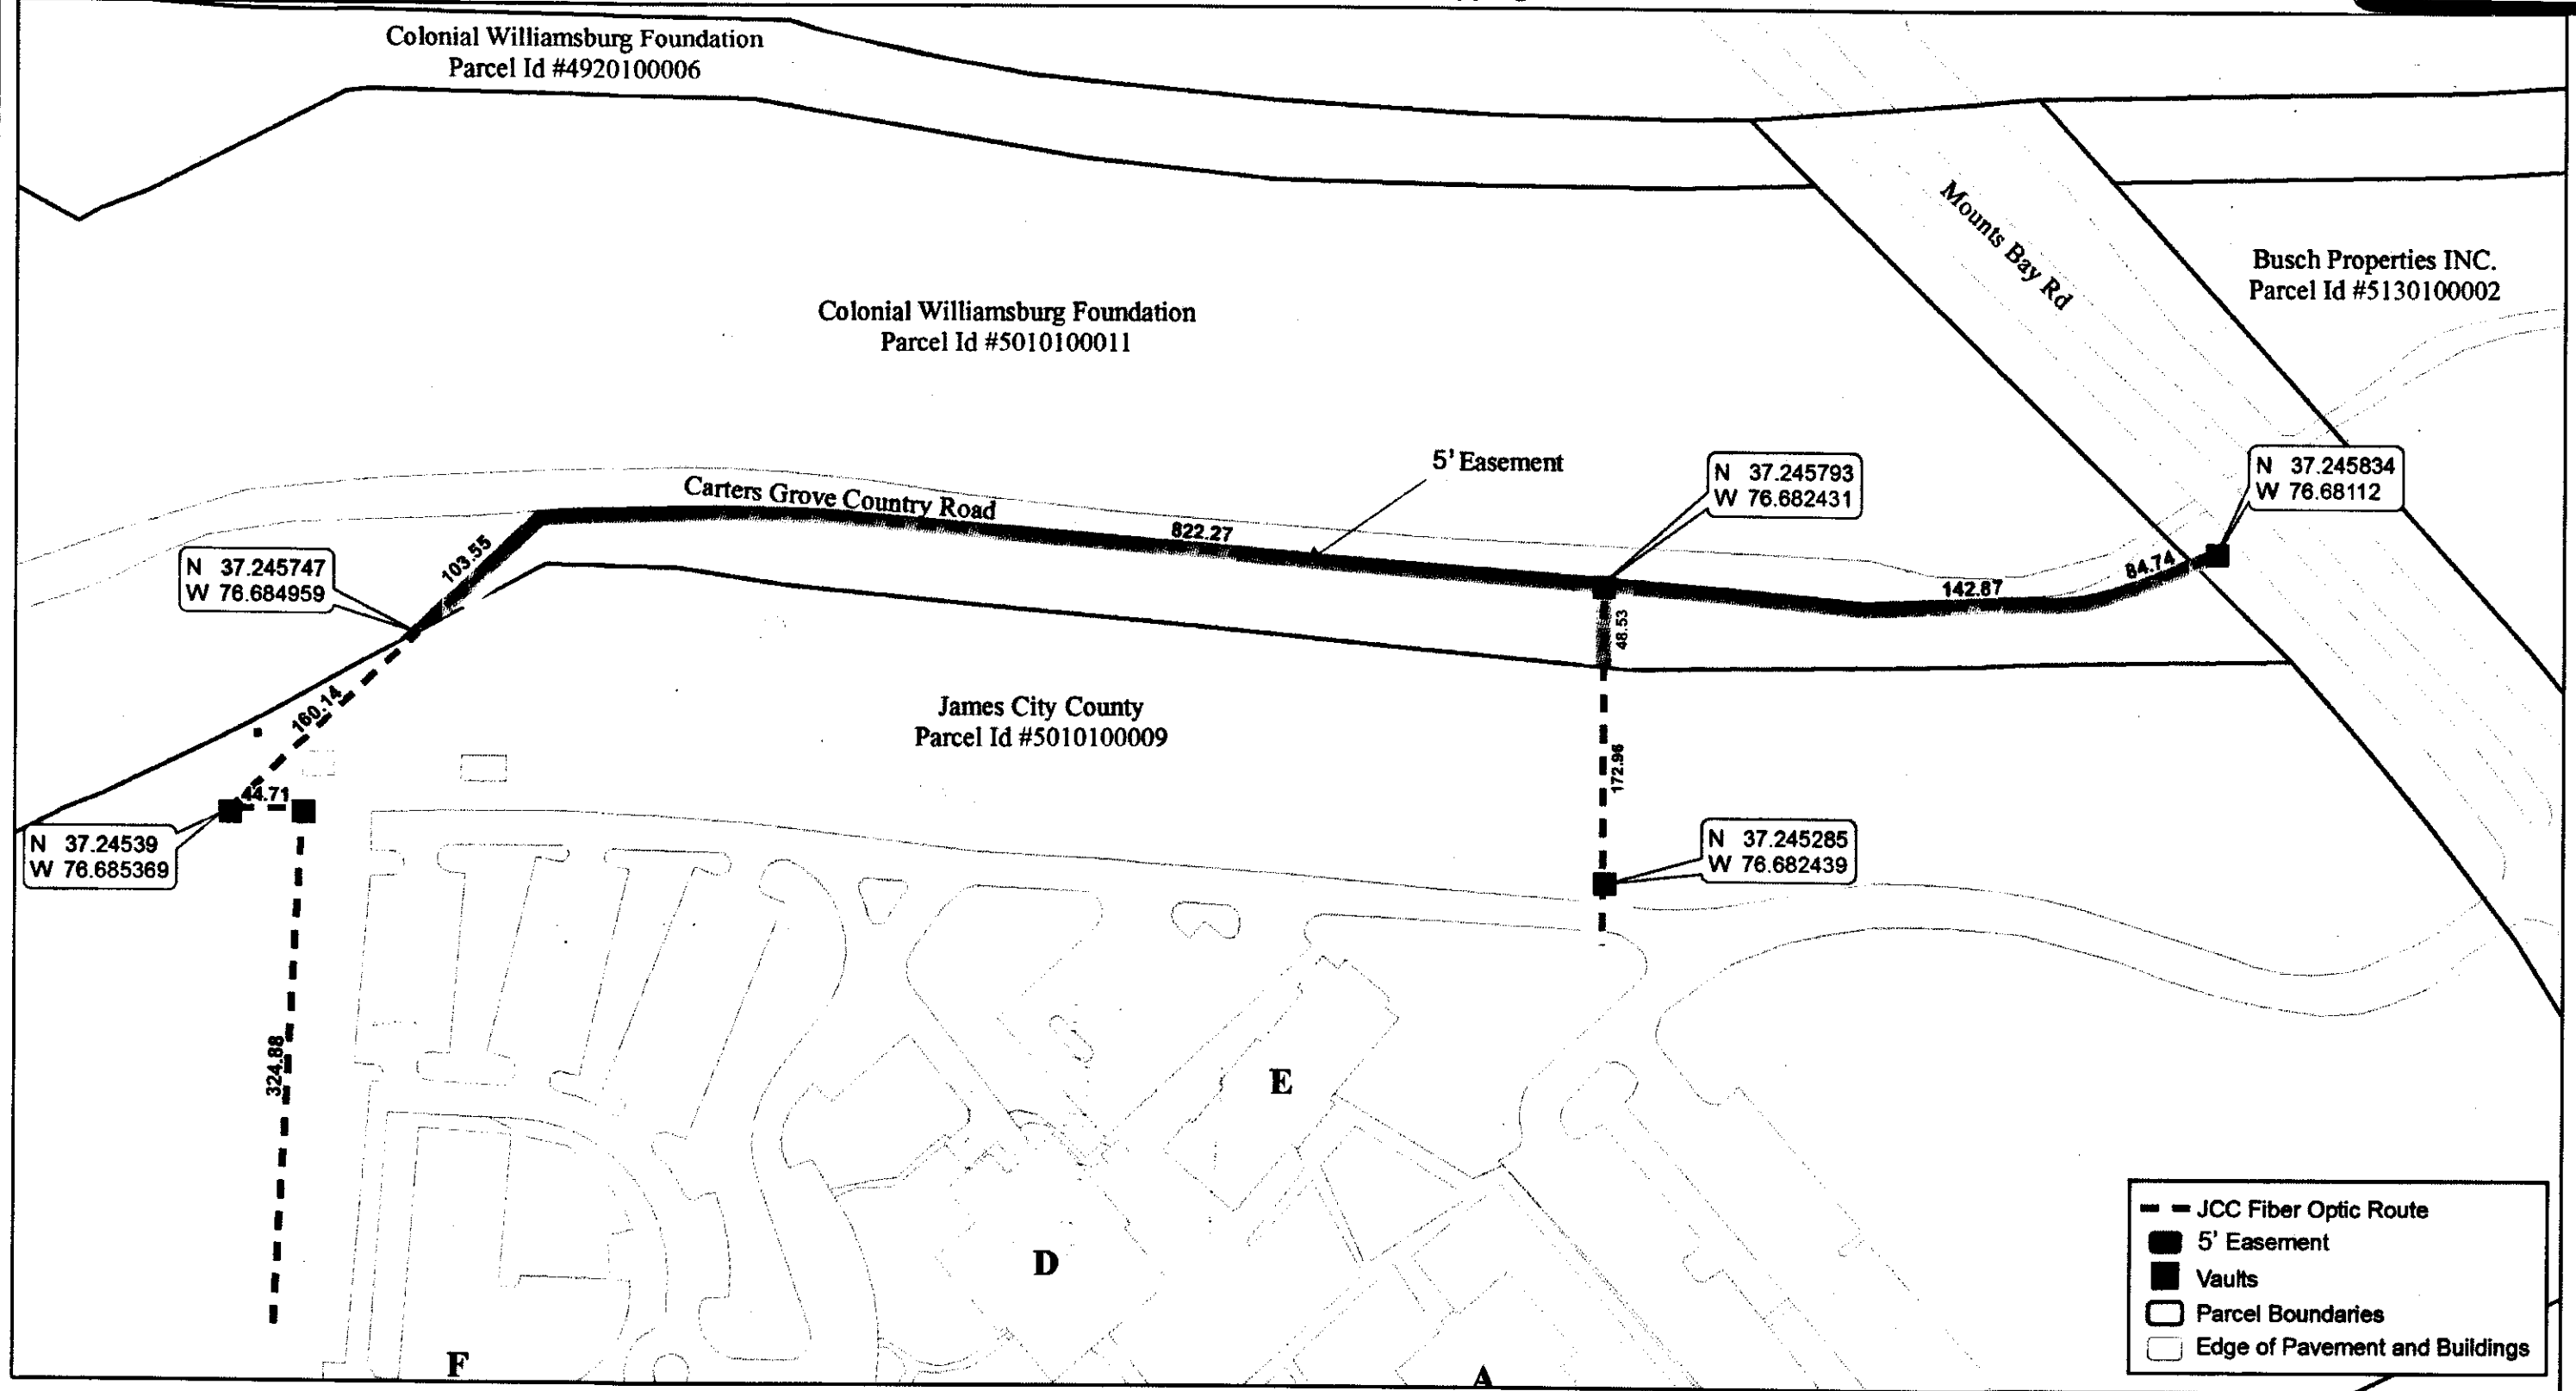 Colonial Williamsburg Foundation
Parcel Id #4920100006
Mounts Bay Rd
Busch Properties INC.
Parcel Id #5130100002
Colonial Williamsburg Foundation
Parcel Id #5010100011
5' Easement
N 37.245793
W 76.682431
N 37.245834
W 76.68112
Carters Grove Country Road
822.27
103.55
N 37.245747
W 76.684959
84.74
142.87
48.53
160.14
James City County
Parcel Id #5010100009
172.96
44.71
N 37.24539
W 76.685369
N 37.245285
W 76.682439
324.88
E
D
F
A
JCC Fiber Optic Route
5' Easement
Vaults
Parcel Boundaries
Edge of Pavement and Buildings